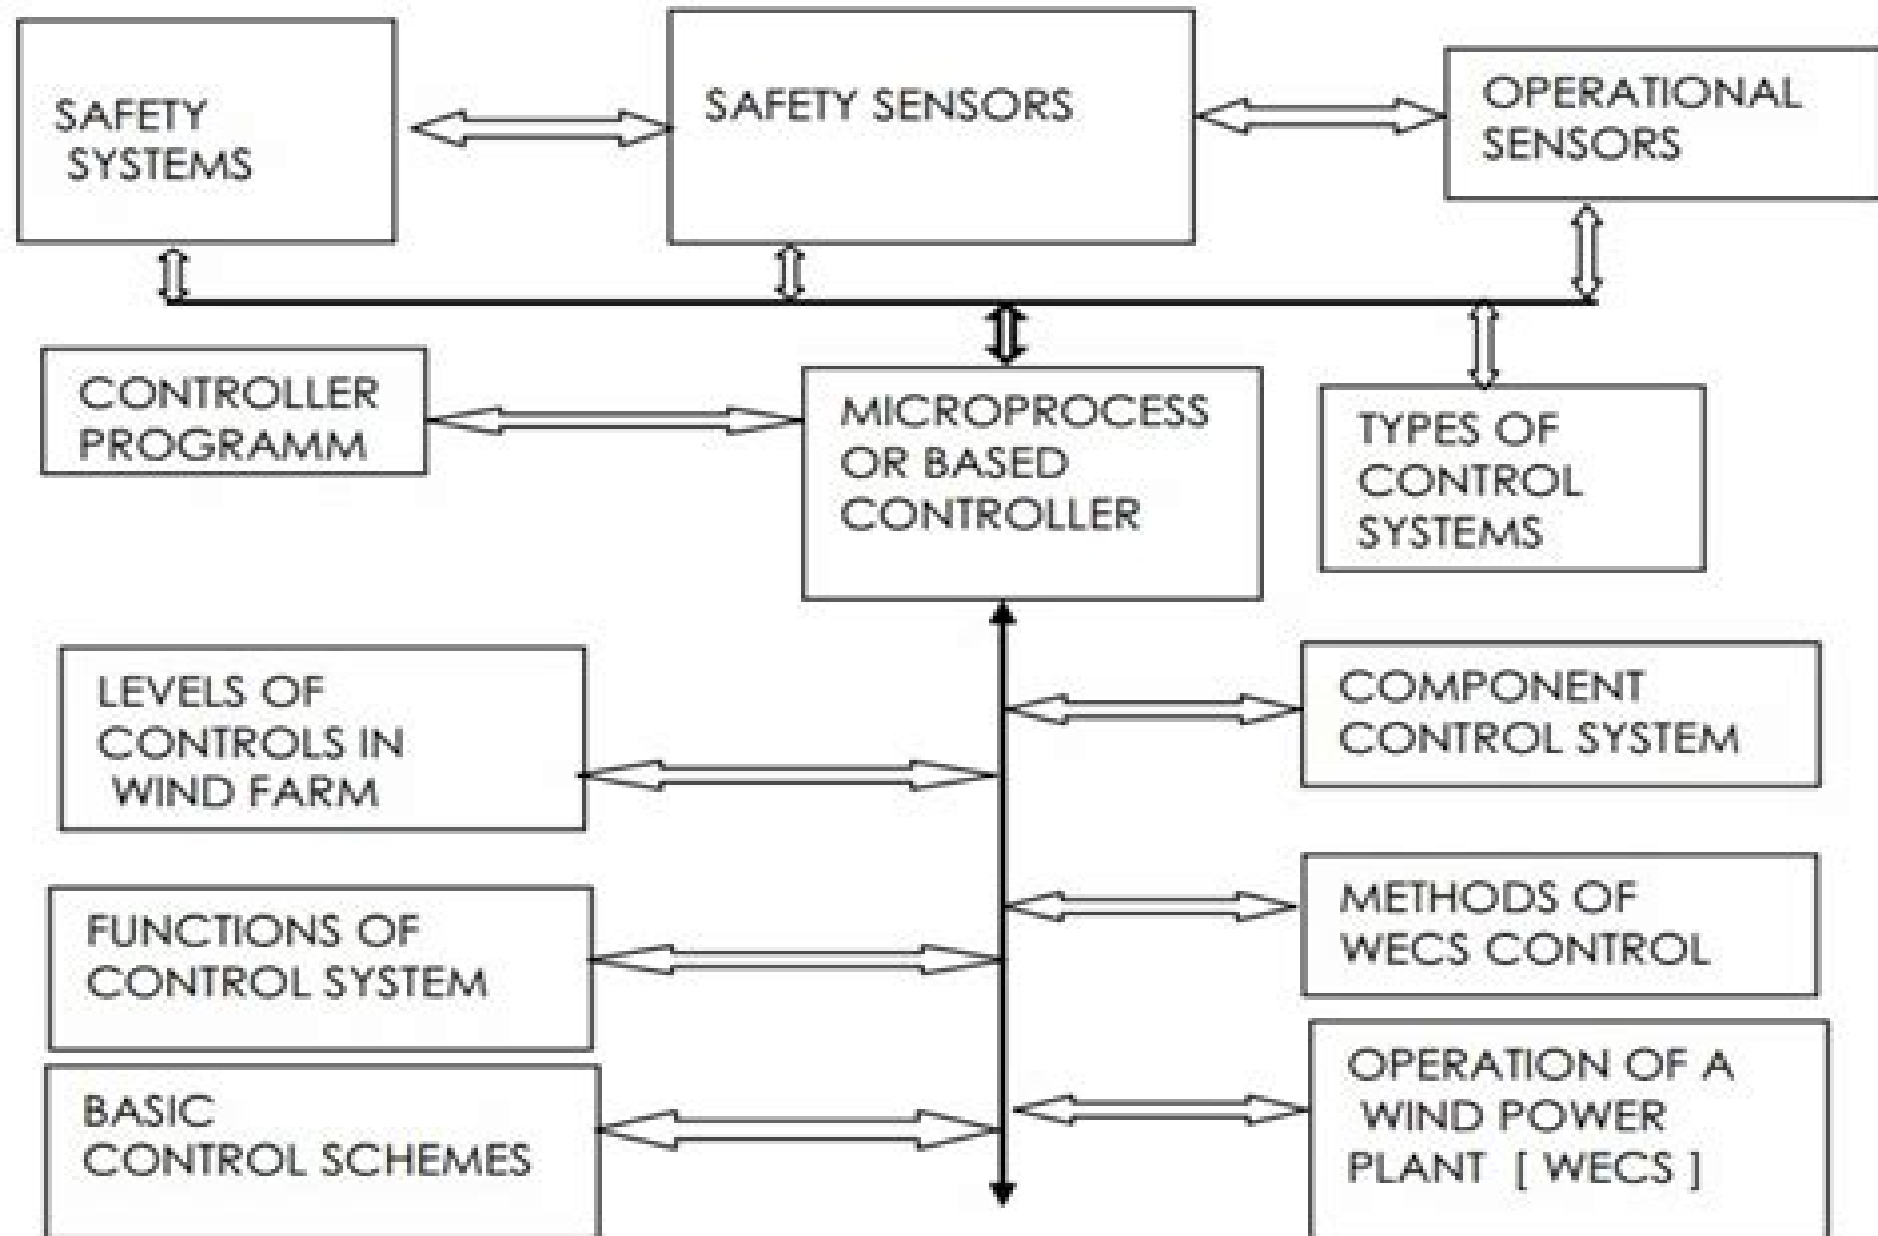 SAFETY
SYSTEMS
SAFETY SENSORS
OPERATIONAL
SENSORS
CONTROLLER
PROGRAMM
MICROPROCESS
OR BASED
CONTROLLER
TYPES OF
CONTROL
SYSTEMS
LEVELS OF
CONTROLS IN
WIND FARM
COMPONENT
CONTROL SYSTEM
FUNCTIONS OF
CONTROL SYSTEM
METHODS OF
WECS CONTROL
BASIC
CONTROL SCHEMES
OPERATION OF A
WIND POWER
PLANT [ WECS ]